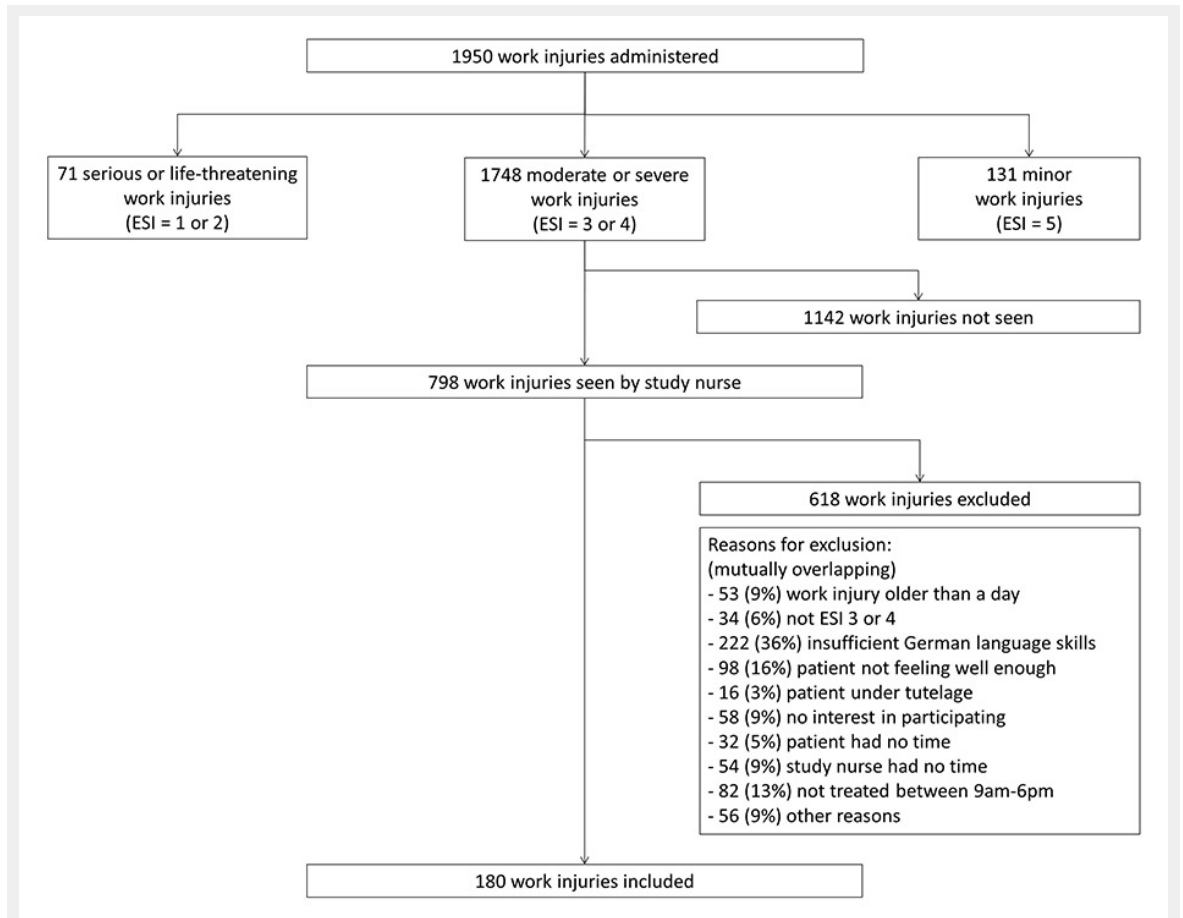 1950 work injuries administered
71 serious or life-threatening
work injuries
(ESI = 1 or 2)
1748 moderate or severe
work injuries
(ESI = 3 or 4)
131 minor
work injuries
(ESI = 5)
1142 work injuries not seen
798 work injuries seen by study nurse
618 work injuries excluded
Reasons for exclusion:
(mutually overlapping)
- 53 (9%) work injury older than a day
- 34 (6%) not ESI 3 or 4
- 222 (36%) insufficient German language skills
- 98 (16%) patient not feeling well enough
- 16 (3%) patient under tutelage
- 58 (9%) no interest in participating
- 32 (5%) patient had no time
- 54 (9%) study nurse had no time
- 82 (13%) not treated between 9am-6pm
- 56 (9%) other reasons
180 work injuries included